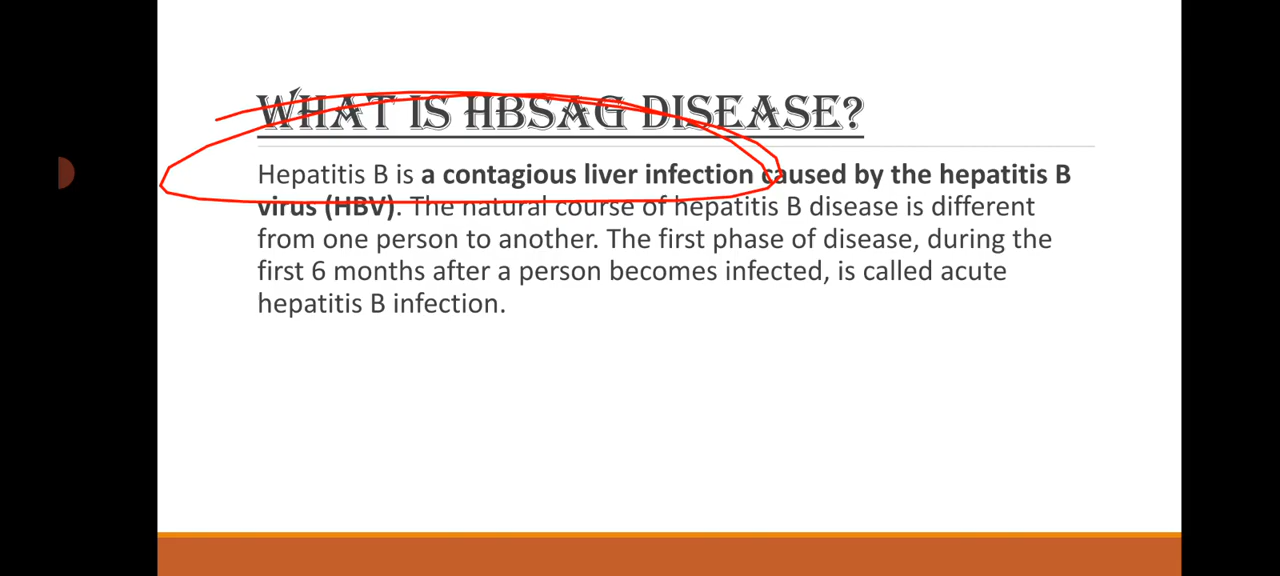 WHAT IS HBSAG DISEASE?
Hepatitis B is a contagious liver infection caused by the hepatitis B
virus (HBV). The natural course of hepatitis B disease is different
from one person to another. The first phase of disease, during the
first 6 months after a person becomes infected, is called acute
hepatitis B infection.